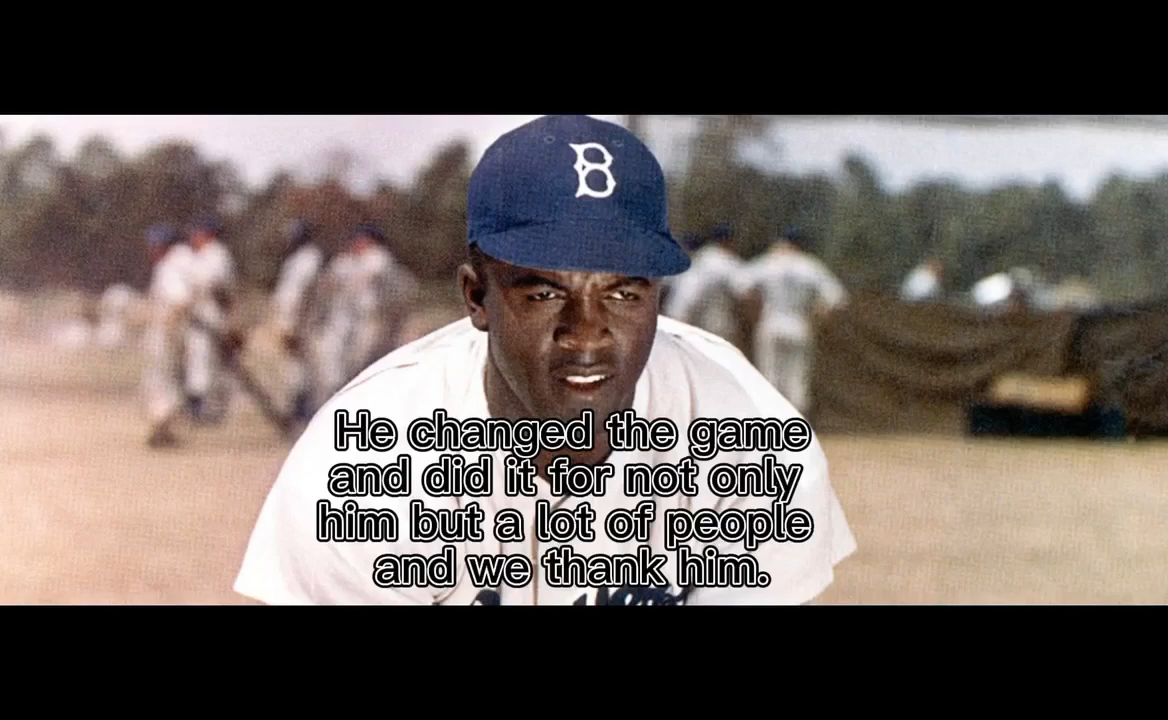 B
He changed the game
and did it for not only
him but a lot of people
and we thank him.